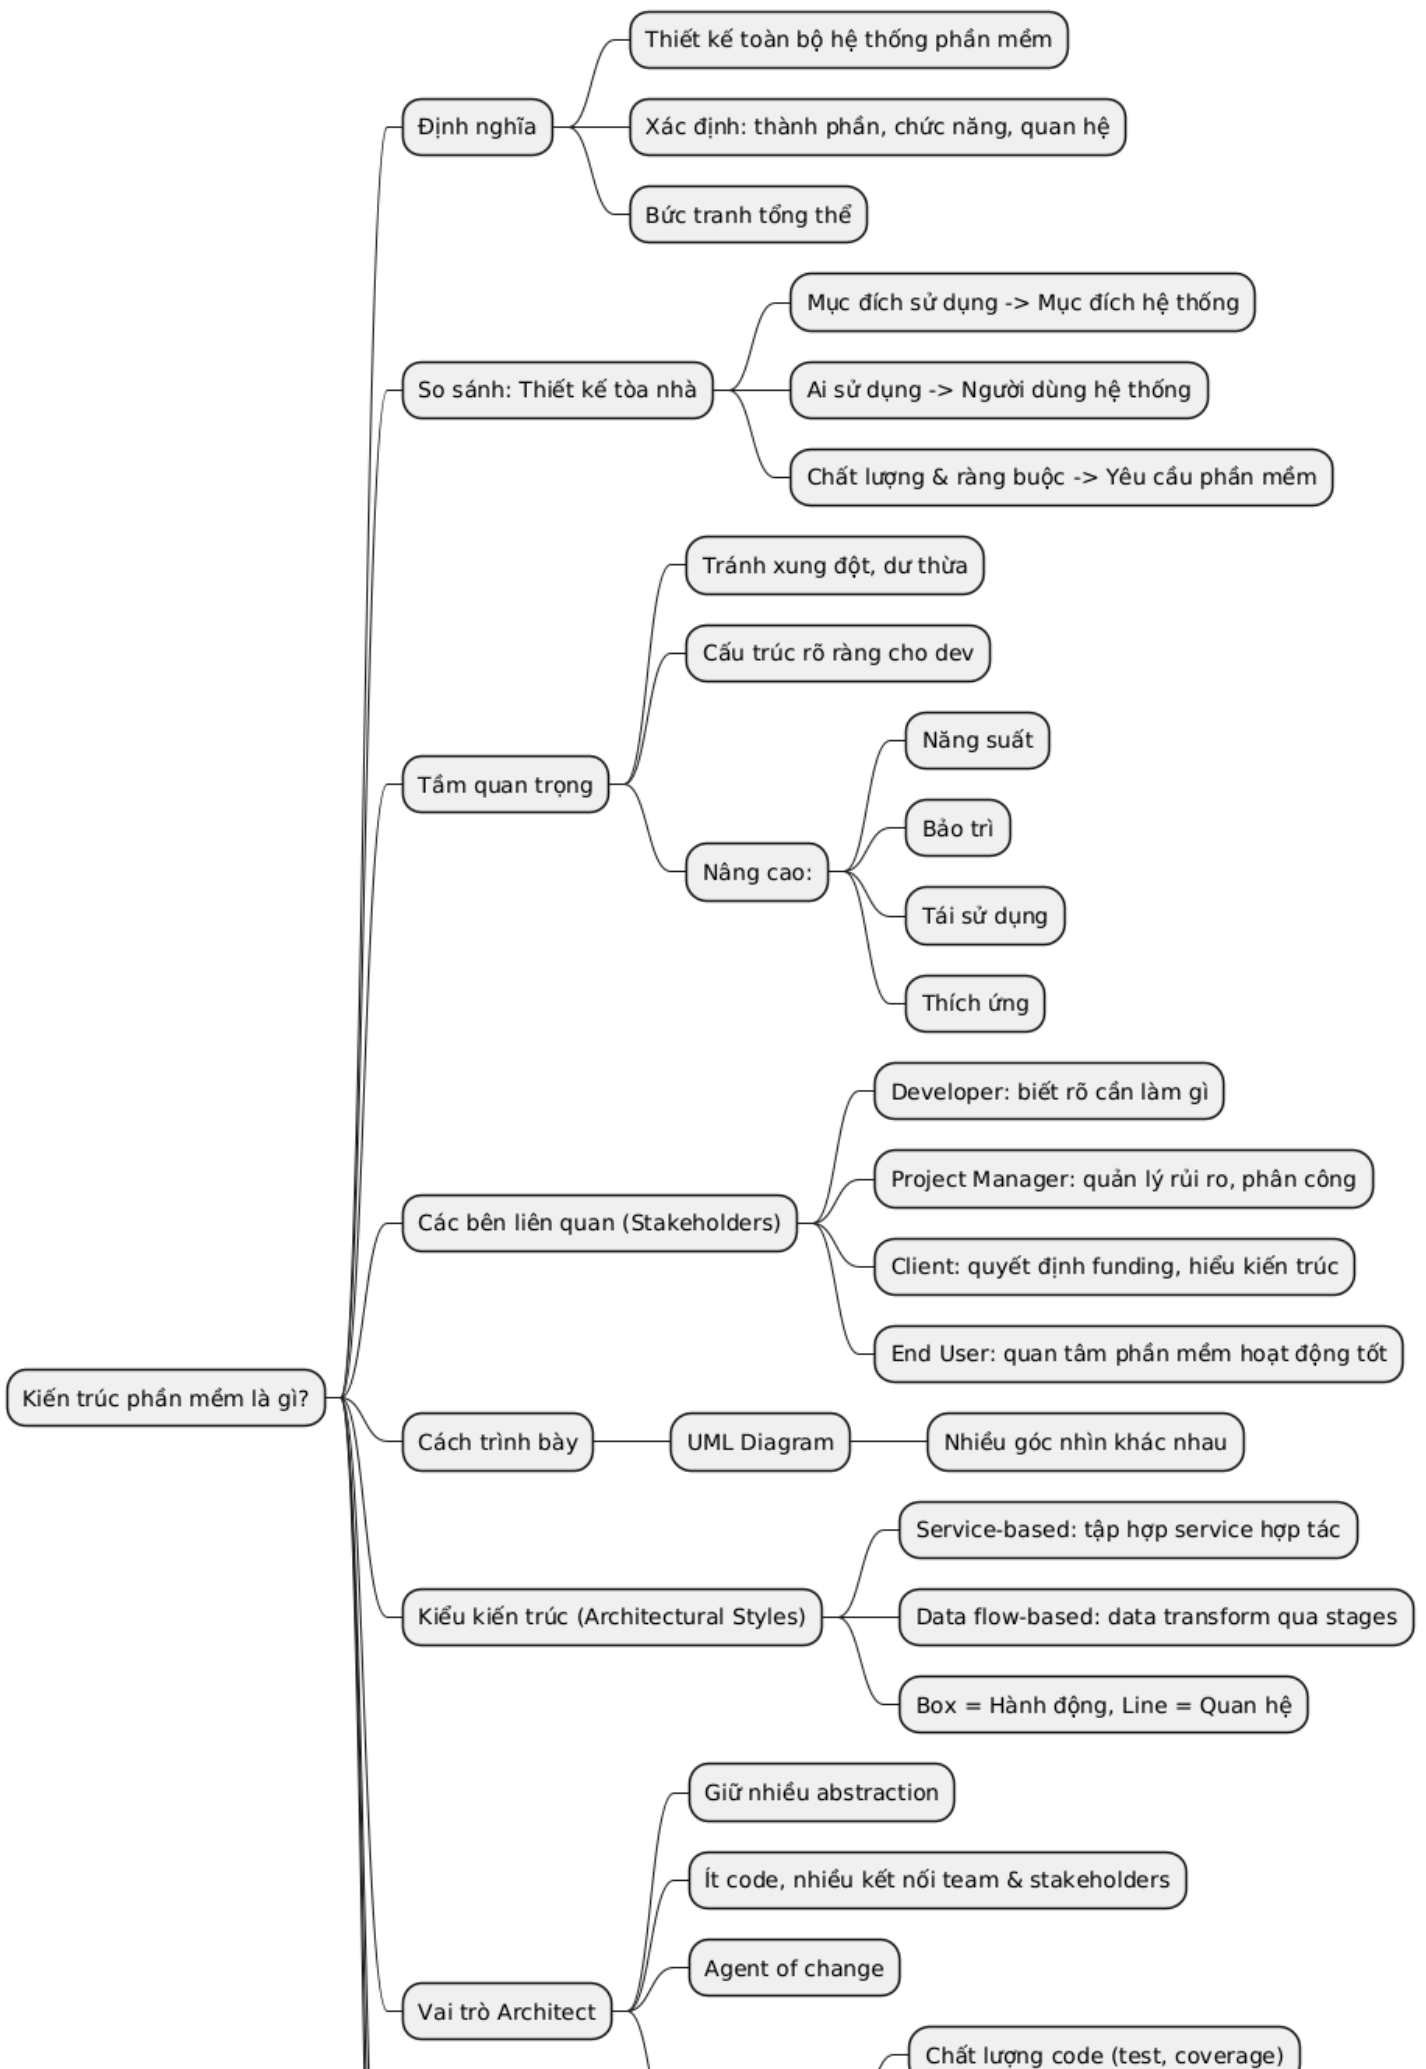 Thiết kế toàn bộ hệ thống phần mềm
Định nghĩa
Xác định: thành phần, chức năng, quan hệ
Bức tranh tổng thể
Mục đích sử dụng -> Mục đích hệ thống
So sánh: Thiết kế tòa nhà
Ai sử dụng -> Người dùng hệ thống
Chất lượng & ràng buộc -> Yêu cầu phần mềm
Tránh xung đột, dư thừa
Cấu trúc rõ ràng cho dev
Năng suất
Tầm quan trọng
Bảo trì
Nâng cao:
Tái sử dụng
Thích ứng
Developer: biết rõ cần làm gì
Project Manager: quản lý rủi ro, phân công
Các bên liên quan (Stakeholders)
Client: quyết định funding, hiểu kiến trúc
End User: quan tâm phần mềm hoạt động tốt
Kiến trúc phần mềm là gì?
Cách trình bày
UML Diagram
Nhiều góc nhìn khác nhau
Service-based: tập hợp service hợp tác
Kiểu kiến trúc (Architectural Styles)
Data flow-based: data transform qua stages
Box = Hành động, Line = Quan hệ
Giữ nhiều abstraction
Ít code, nhiều kết nối team & stakeholders
Agent of change
Vai trò Architect
Chất lượng code (test, coverage)